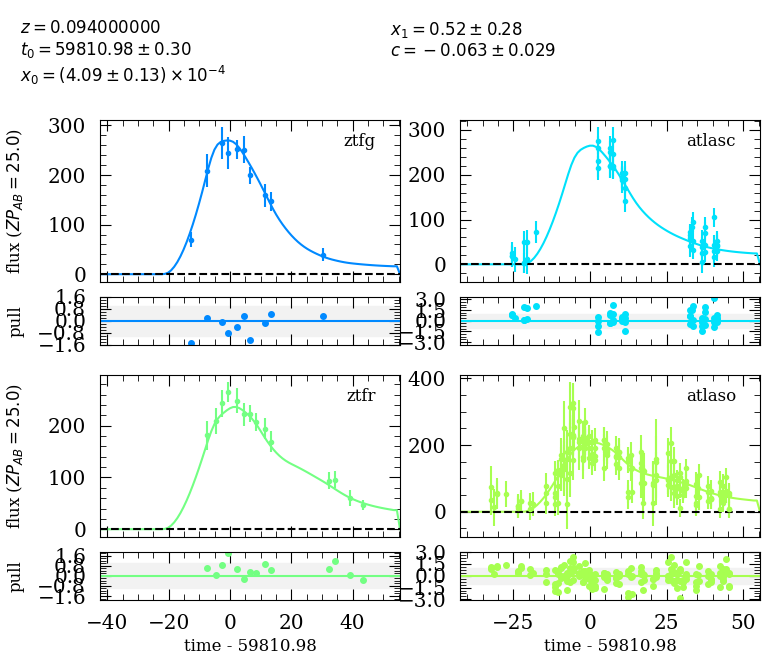 z = 0.094000000
t₀ = 59810.98 ± 0.30
x₀ = (4.09 ± 0.13) × 10⁻⁴
x₁ = 0.52 ± 0.28
c = −0.063 ± 0.029
flux (ZP_AB = 25.0)
300
200
100
0
ztfg
300
200
100
0
atlasc
pull
1.6
0.8
0.0
−0.8
−1.6
3.0
1.5
0.0
−1.5
−3.0
flux (ZP_AB = 25.0)
200
100
0
ztfr
400
200
0
atlaso
pull
1.6
0.8
0.0
−0.8
−1.6
3.0
1.5
0.0
−1.5
−3.0
−40 −20 0 20 40
−25 0 25 50
time - 59810.98
time - 59810.98